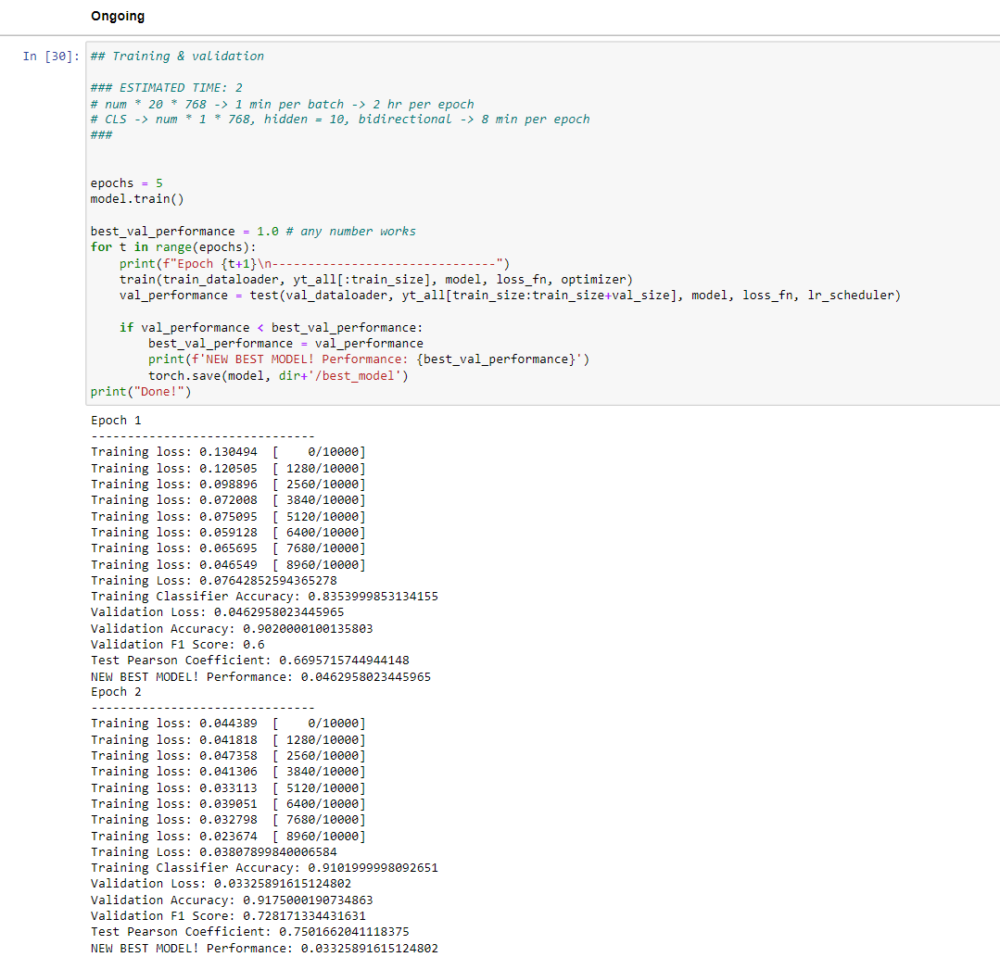 Ongoing
In [30]:
## Training & validation
### ESTIMATED TIME: 2
# num * 20 * 768 -> 1 min per batch -> 2 hr per epoch
# CLS -> num * 1 * 768, hidden = 10, bidirectional -> 8 min per epoch
###
epochs = 5
model.train()
best_val_performance = 1.0 # any number works
for t in range(epochs):
    print(f"Epoch {t+1}\n-------------------------------")
    train(train_dataloader, yt_all[:train_size], model, loss_fn, optimizer)
    val_performance = test(val_dataloader, yt_all[train_size:train_size+val_size], model, loss_fn, lr_scheduler)
    if val_performance < best_val_performance:
        best_val_performance = val_performance
        print(f'NEW BEST MODEL! Performance: {best_val_performance}')
        torch.save(model, dir+'/best_model')
print("Done!")
Epoch 1
-------------------------------
Training loss: 0.130494  [    0/10000]
Training loss: 0.120505  [ 1280/10000]
Training loss: 0.098896  [ 2560/10000]
Training loss: 0.072008  [ 3840/10000]
Training loss: 0.075095  [ 5120/10000]
Training loss: 0.059128  [ 6400/10000]
Training loss: 0.065695  [ 7680/10000]
Training loss: 0.046549  [ 8960/10000]
Training Loss: 0.07642852594365278
Training Classifier Accuracy: 0.8353999853134155
Validation Loss: 0.0462958023445965
Validation Accuracy: 0.9020000100135803
Validation F1 Score: 0.6
Test Pearson Coefficient: 0.6695715744944148
NEW BEST MODEL! Performance: 0.0462958023445965
Epoch 2
-------------------------------
Training loss: 0.044389  [    0/10000]
Training loss: 0.041818  [ 1280/10000]
Training loss: 0.047358  [ 2560/10000]
Training loss: 0.041306  [ 3840/10000]
Training loss: 0.033113  [ 5120/10000]
Training loss: 0.039051  [ 6400/10000]
Training loss: 0.032798  [ 7680/10000]
Training loss: 0.023674  [ 8960/10000]
Training Loss: 0.03807899840006584
Training Classifier Accuracy: 0.9101999998092651
Validation Loss: 0.03325891615124802
Validation Accuracy: 0.9175000190734863
Validation F1 Score: 0.728171334431631
Test Pearson Coefficient: 0.7501662041118375
NEW BEST MODEL! Performance: 0.03325891615124802